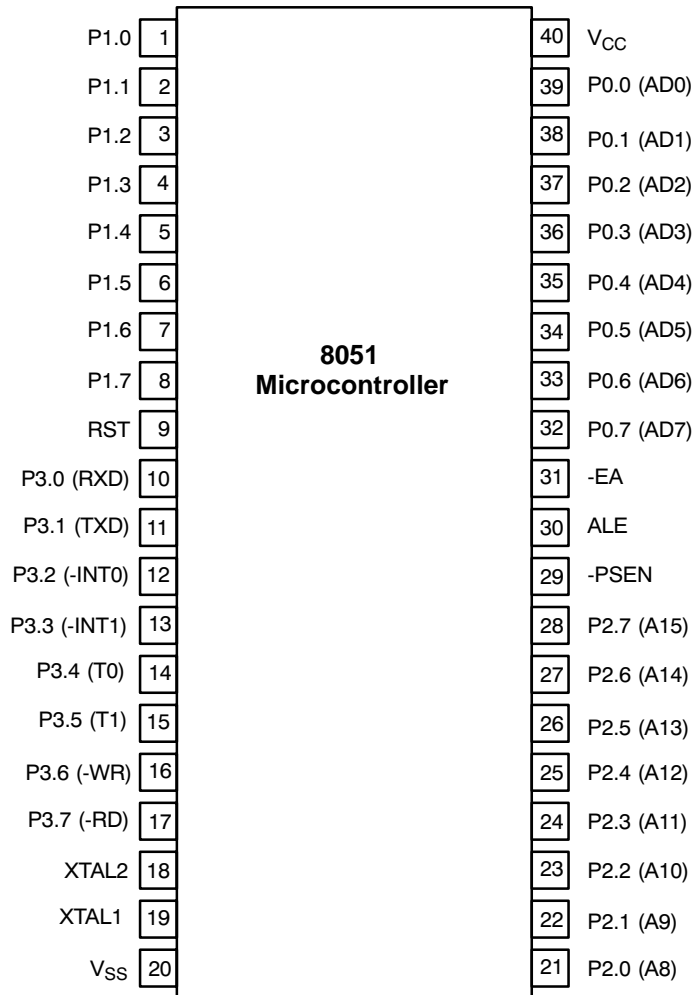 P1.0 1 40 VCC
P1.1 2 39 P0.0 (AD0)
P1.2 3 38 P0.1 (AD1)
P1.3 4 37 P0.2 (AD2)
P1.4 5 36 P0.3 (AD3)
P1.5 6 35 P0.4 (AD4)
P1.6 7 34 P0.5 (AD5)
8051
Microcontroller
P1.7 8 33 P0.6 (AD6)
RST 9 32 P0.7 (AD7)
P3.0 (RXD) 10 31 -EA
P3.1 (TXD) 11 30 ALE
P3.2 (-INT0) 12 29 -PSEN
P3.3 (-INT1) 13 28 P2.7 (A15)
P3.4 (T0) 14 27 P2.6 (A14)
P3.5 (T1) 15 26 P2.5 (A13)
P3.6 (-WR) 16 25 P2.4 (A12)
P3.7 (-RD) 17 24 P2.3 (A11)
XTAL2 18 23 P2.2 (A10)
XTAL1 19 22 P2.1 (A9)
VSS 20 21 P2.0 (A8)